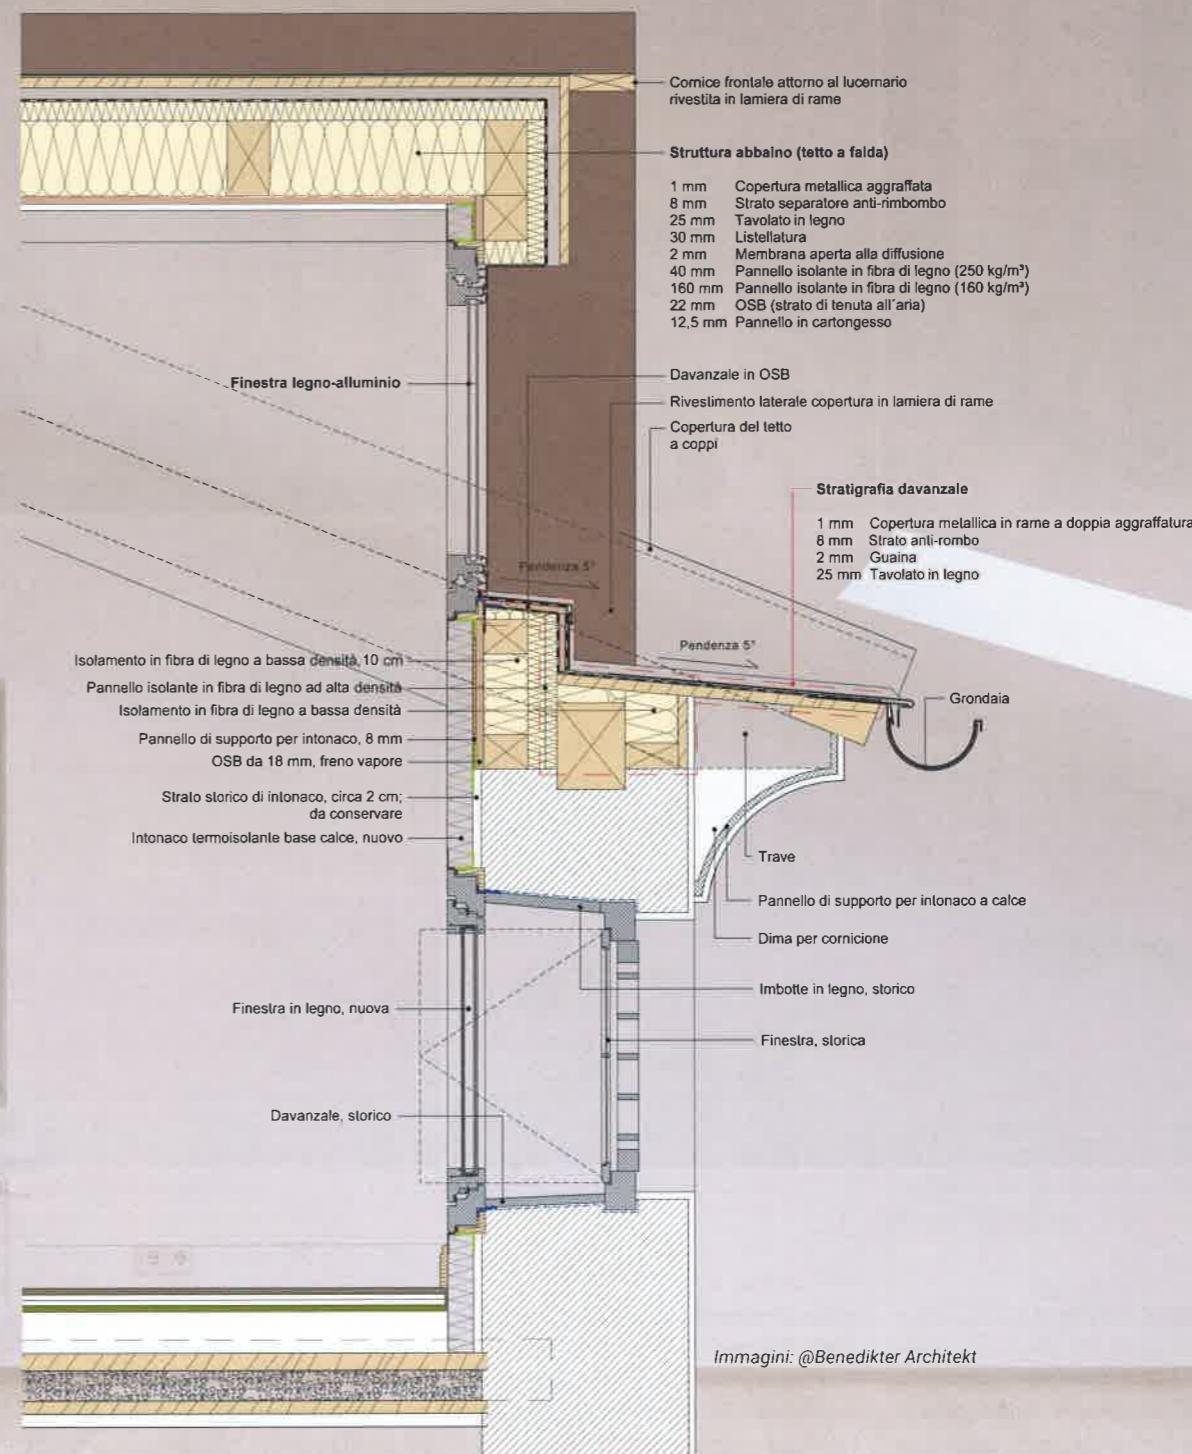 Cornice frontale attorno al lucernario
rivestita in lamiera di rame
Struttura abbaino (tetto a falda)
1 mm Copertura metallica aggraffata
8 mm Strato separatore anti-rimbombo
25 mm Tavolato in legno
30 mm Listellatura
2 mm Membrana aperta alla diffusione
40 mm Pannello isolante in fibra di legno (250 kg/m³)
160 mm Pannello isolante in fibra di legno (160 kg/m³)
22 mm OSB (strato di tenuta all´aria)
12,5 mm Pannello in cartongesso
Finestra legno-alluminio
Davanzale in OSB
Rivestimento laterale copertura in lamiera di rame
Copertura del tetto
a coppi
Stratigrafia davanzale
1 mm Copertura metallica in rame a doppia aggraffatura
8 mm Strato anti-rombo
2 mm Guaina
25 mm Tavolato in legno
Pendenza 5°
Pendenza 5°
Isolamento in fibra di legno a bassa densità, 10 cm
Pannello isolante in fibra di legno ad alta densità
Isolamento in fibra di legno a bassa densità
Pannello di supporto per intonaco, 8 mm
OSB da 18 mm, freno vapore
Strato storico di intonaco, circa 2 cm;
da conservare
Intonaco termoisolante base calce, nuovo
Grondaia
Trave
Pannello di supporto per intonaco a calce
Dima per cornicione
Imbotte in legno, storico
Finestra in legno, nuova
Finestra, storica
Davanzale, storico
Immagini: @Benedikter Architekt